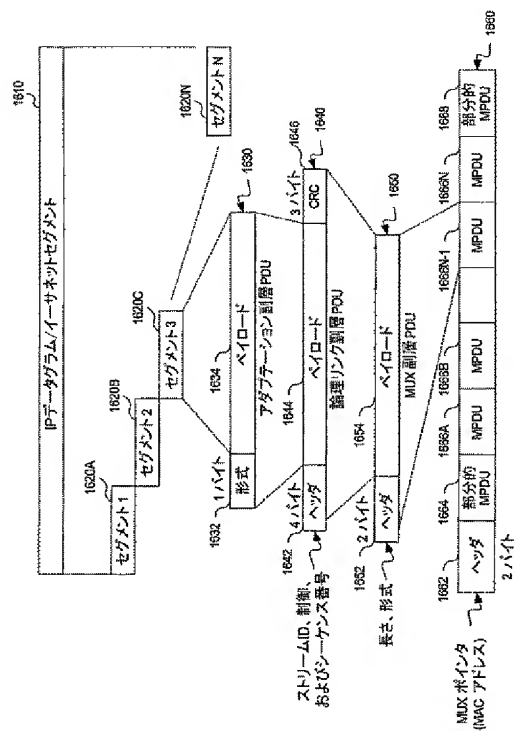 1610
IPデータグラム/イーサネットセグメント
1620A
セグメント1
1620B
セグメント2
1620C
セグメント3
1620N
セグメントN
1632
1バイト
1634
1630
形式
ペイロード
アダプテーション副層PDU
1642
4バイト
1644
3バイト
1646
1640
ヘッダ
ペイロード
CRC
論理リンク副層PDU
ストリームID、制御、
およびシーケンス番号
1652
2バイト
1654
1650
ヘッダ
ペイロード
MUX副層PDU
長さ、形式
1662
1664
1666A
1666B
1666N-1
1666N
1668
1660
ヘッダ
部分的
MPDU
MPDU
MPDU
MPDU
MPDU
部分的
MPDU
MUXポインタ
(MACアドレス)
2バイト